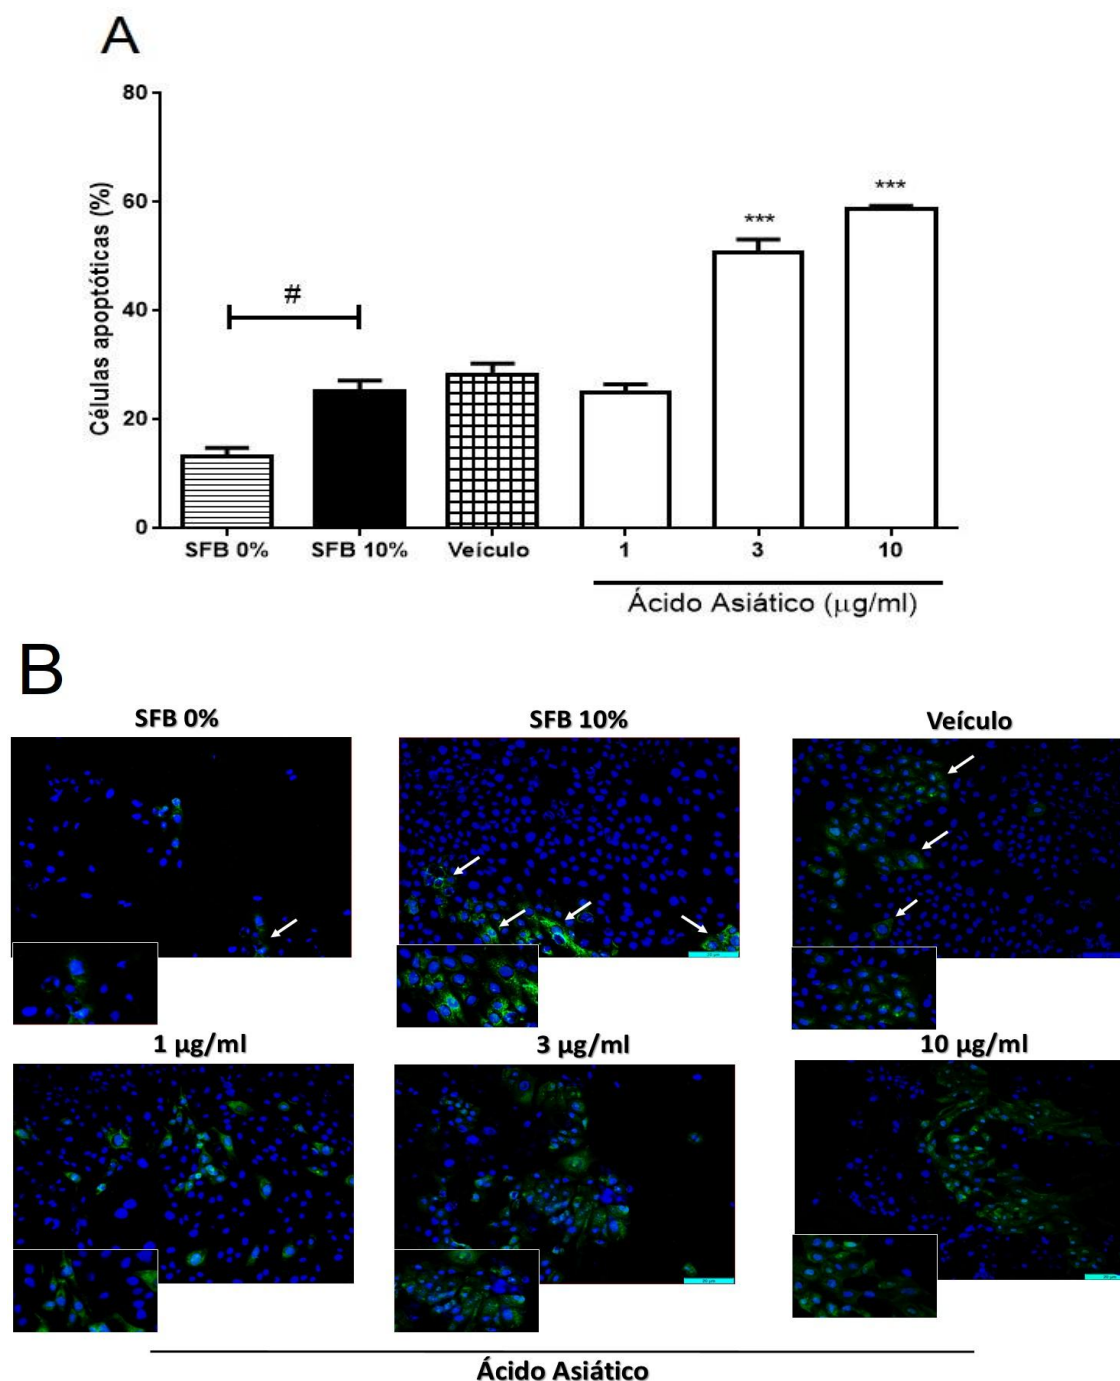 A
80
60
40
20
0
Células apoptóticas (%)
#
***
***
SFB 0% SFB 10% Veículo 1 3 10
Ácido Asiático (μg/ml)
B
SFB 0% SFB 10% Veículo
1 μg/ml 3 μg/ml 10 μg/ml
Ácido Asiático